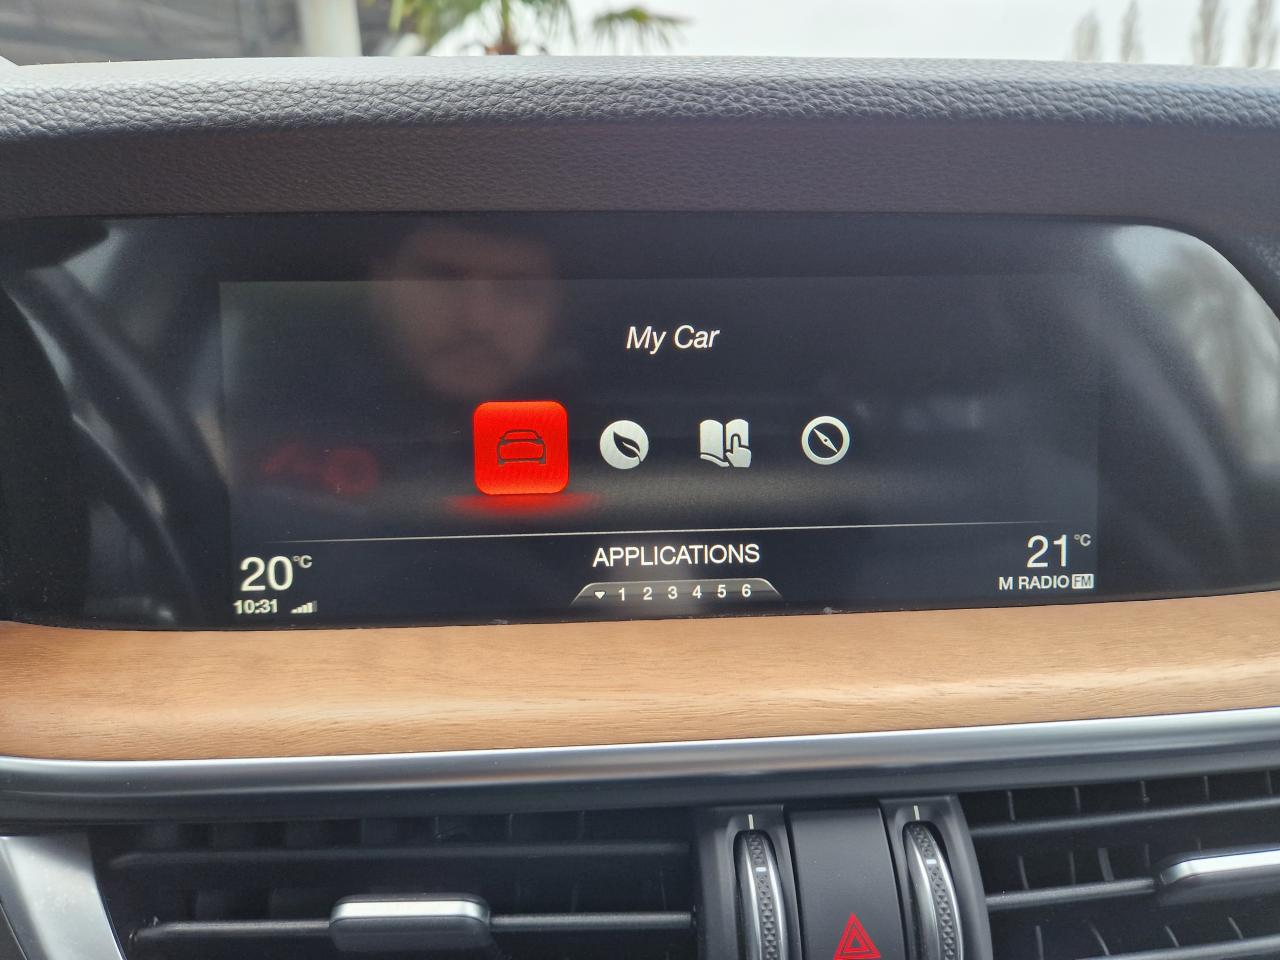 My Car
APPLICATIONS
20°C
10:31
1 2 3 4 5 6
21°C
M RADIO FM